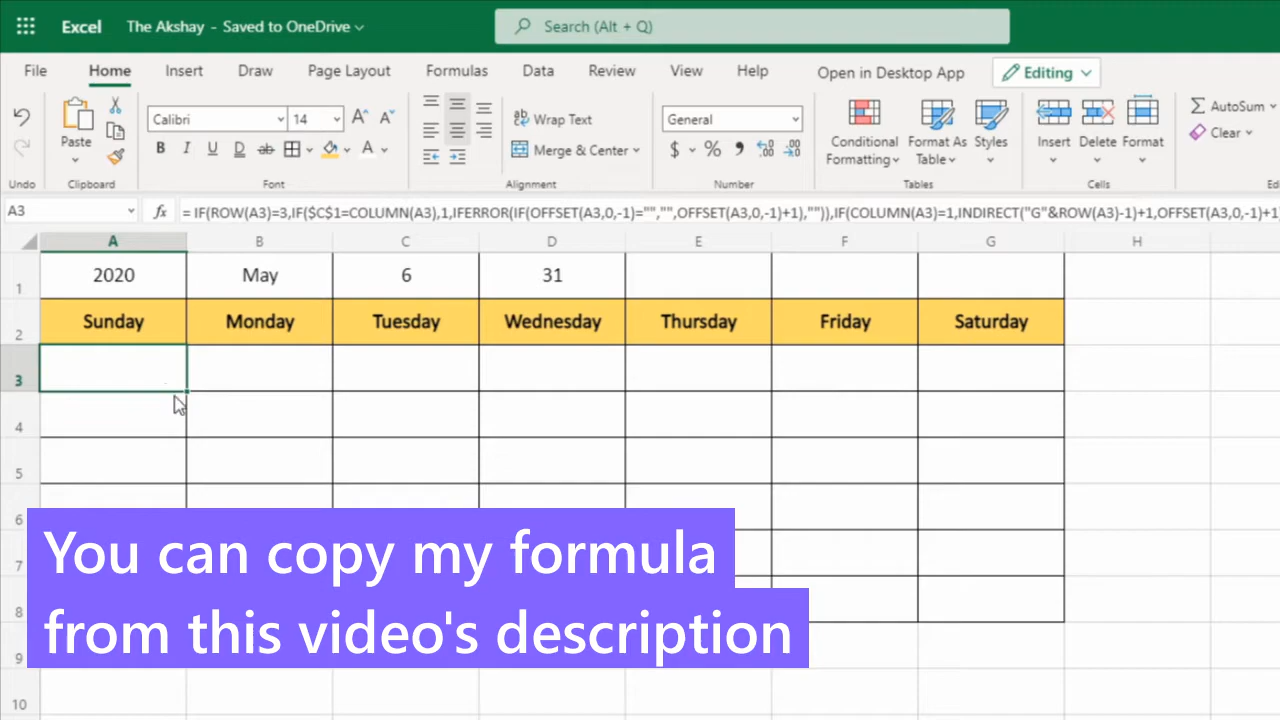 Excel The Akshay - Saved to OneDrive Search (Alt + Q)
File Home Insert Draw Page Layout Formulas Data Review View Help Open in Desktop App Editing
Calibri 14 Wrap Text General AutoSum
Paste Merge & Center Conditional Formatting Format As Table Styles Insert Delete Format Clear
B I U D ab A $ % 9 .00
Undo Clipboard Font Alignment Number Tables Cells
A3 fx = IF(ROW(A3)=3,IF($C$1=COLUMN(A3),1,IFERROR(IF(OFFSET(A3,0,-1)="","",OFFSET(A3,0,-1)+1),"")),IF(COLUMN(A3)=1,INDIRECT("G"&ROW(A3)-1)+1,OFFSET(A3,0,-1)+1
A B C D E F G H
1 2020 May 6 31
2 Sunday Monday Tuesday Wednesday Thursday Friday Saturday
3
4
5
6
7
8
9
10
You can copy my formula
from this video's description